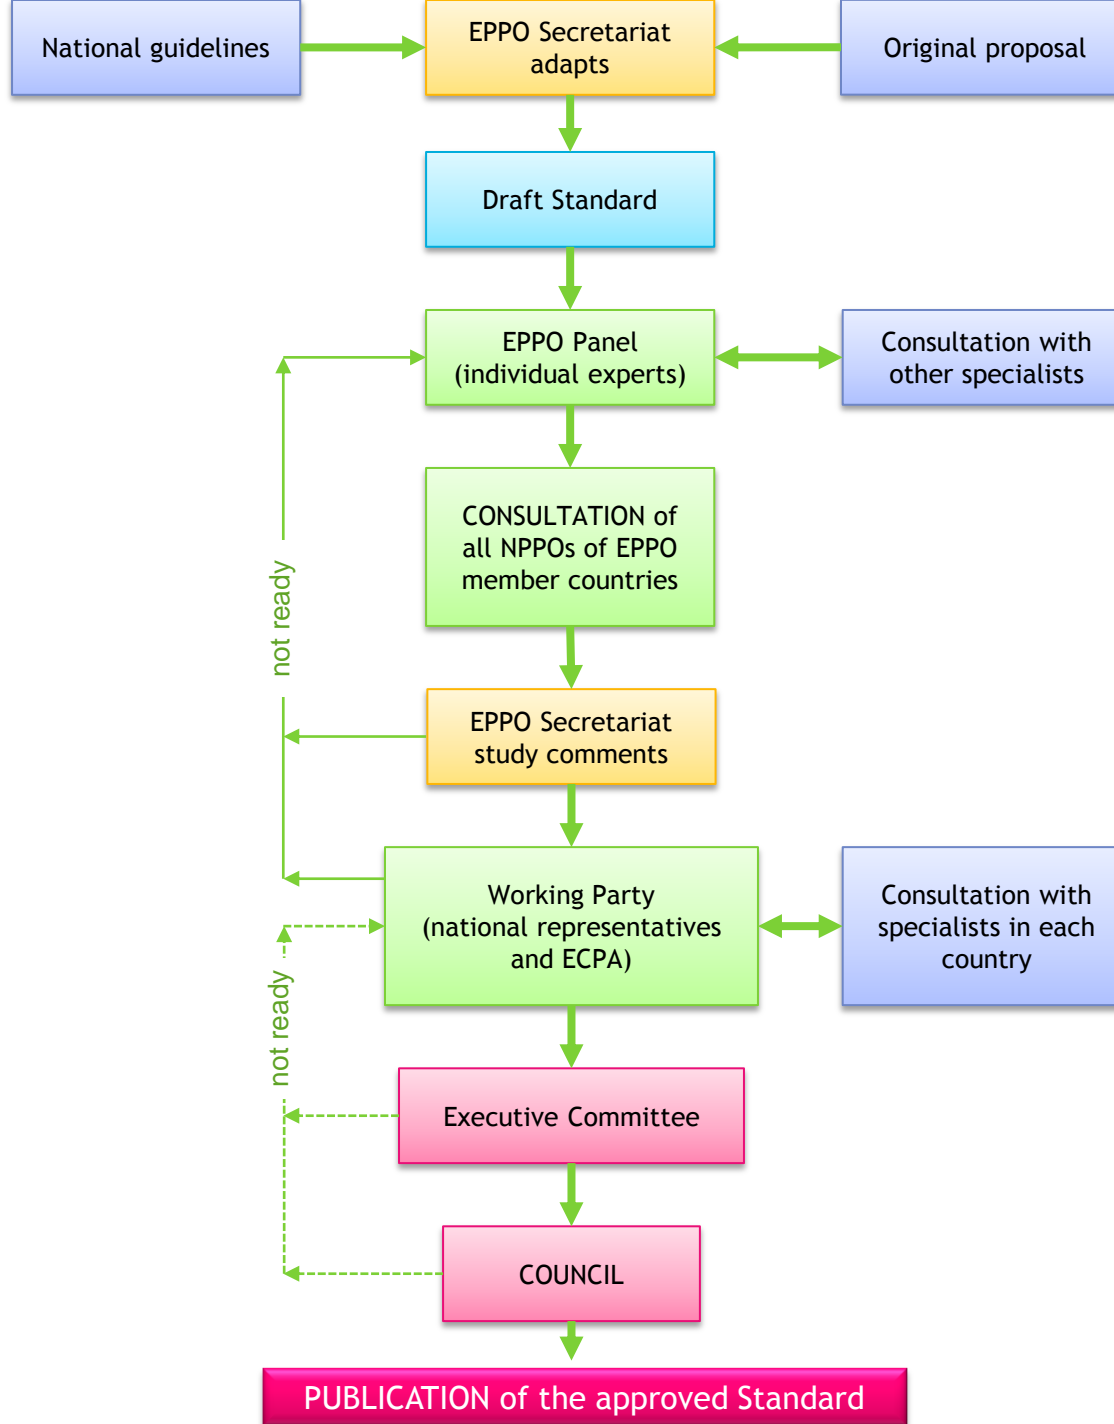 National guidelines
EPPO Secretariat
adapts
Original proposal
Draft Standard
EPPO Panel
(individual experts)
Consultation with
other specialists
CONSULTATION of
all NPPOs of EPPO
member countries
not ready
EPPO Secretariat
study comments
Working Party
(national representatives
and ECPA)
Consultation with
specialists in each
country
not ready
Executive Committee
COUNCIL
PUBLICATION of the approved Standard